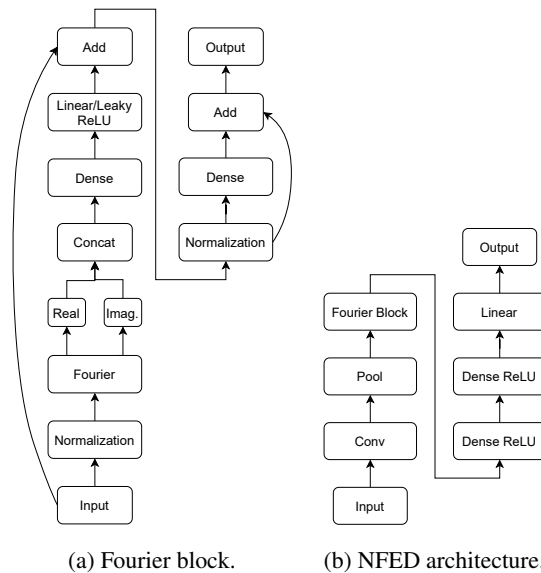 Add
Linear/Leaky
ReLU
Dense
Concat
Real
Imag.
Fourier
Normalization
Input
Output
Add
Dense
Normalization
(a) Fourier block.
Fourier Block
Pool
Conv
Input
Output
Linear
Dense ReLU
Dense ReLU
(b) NFED architecture.